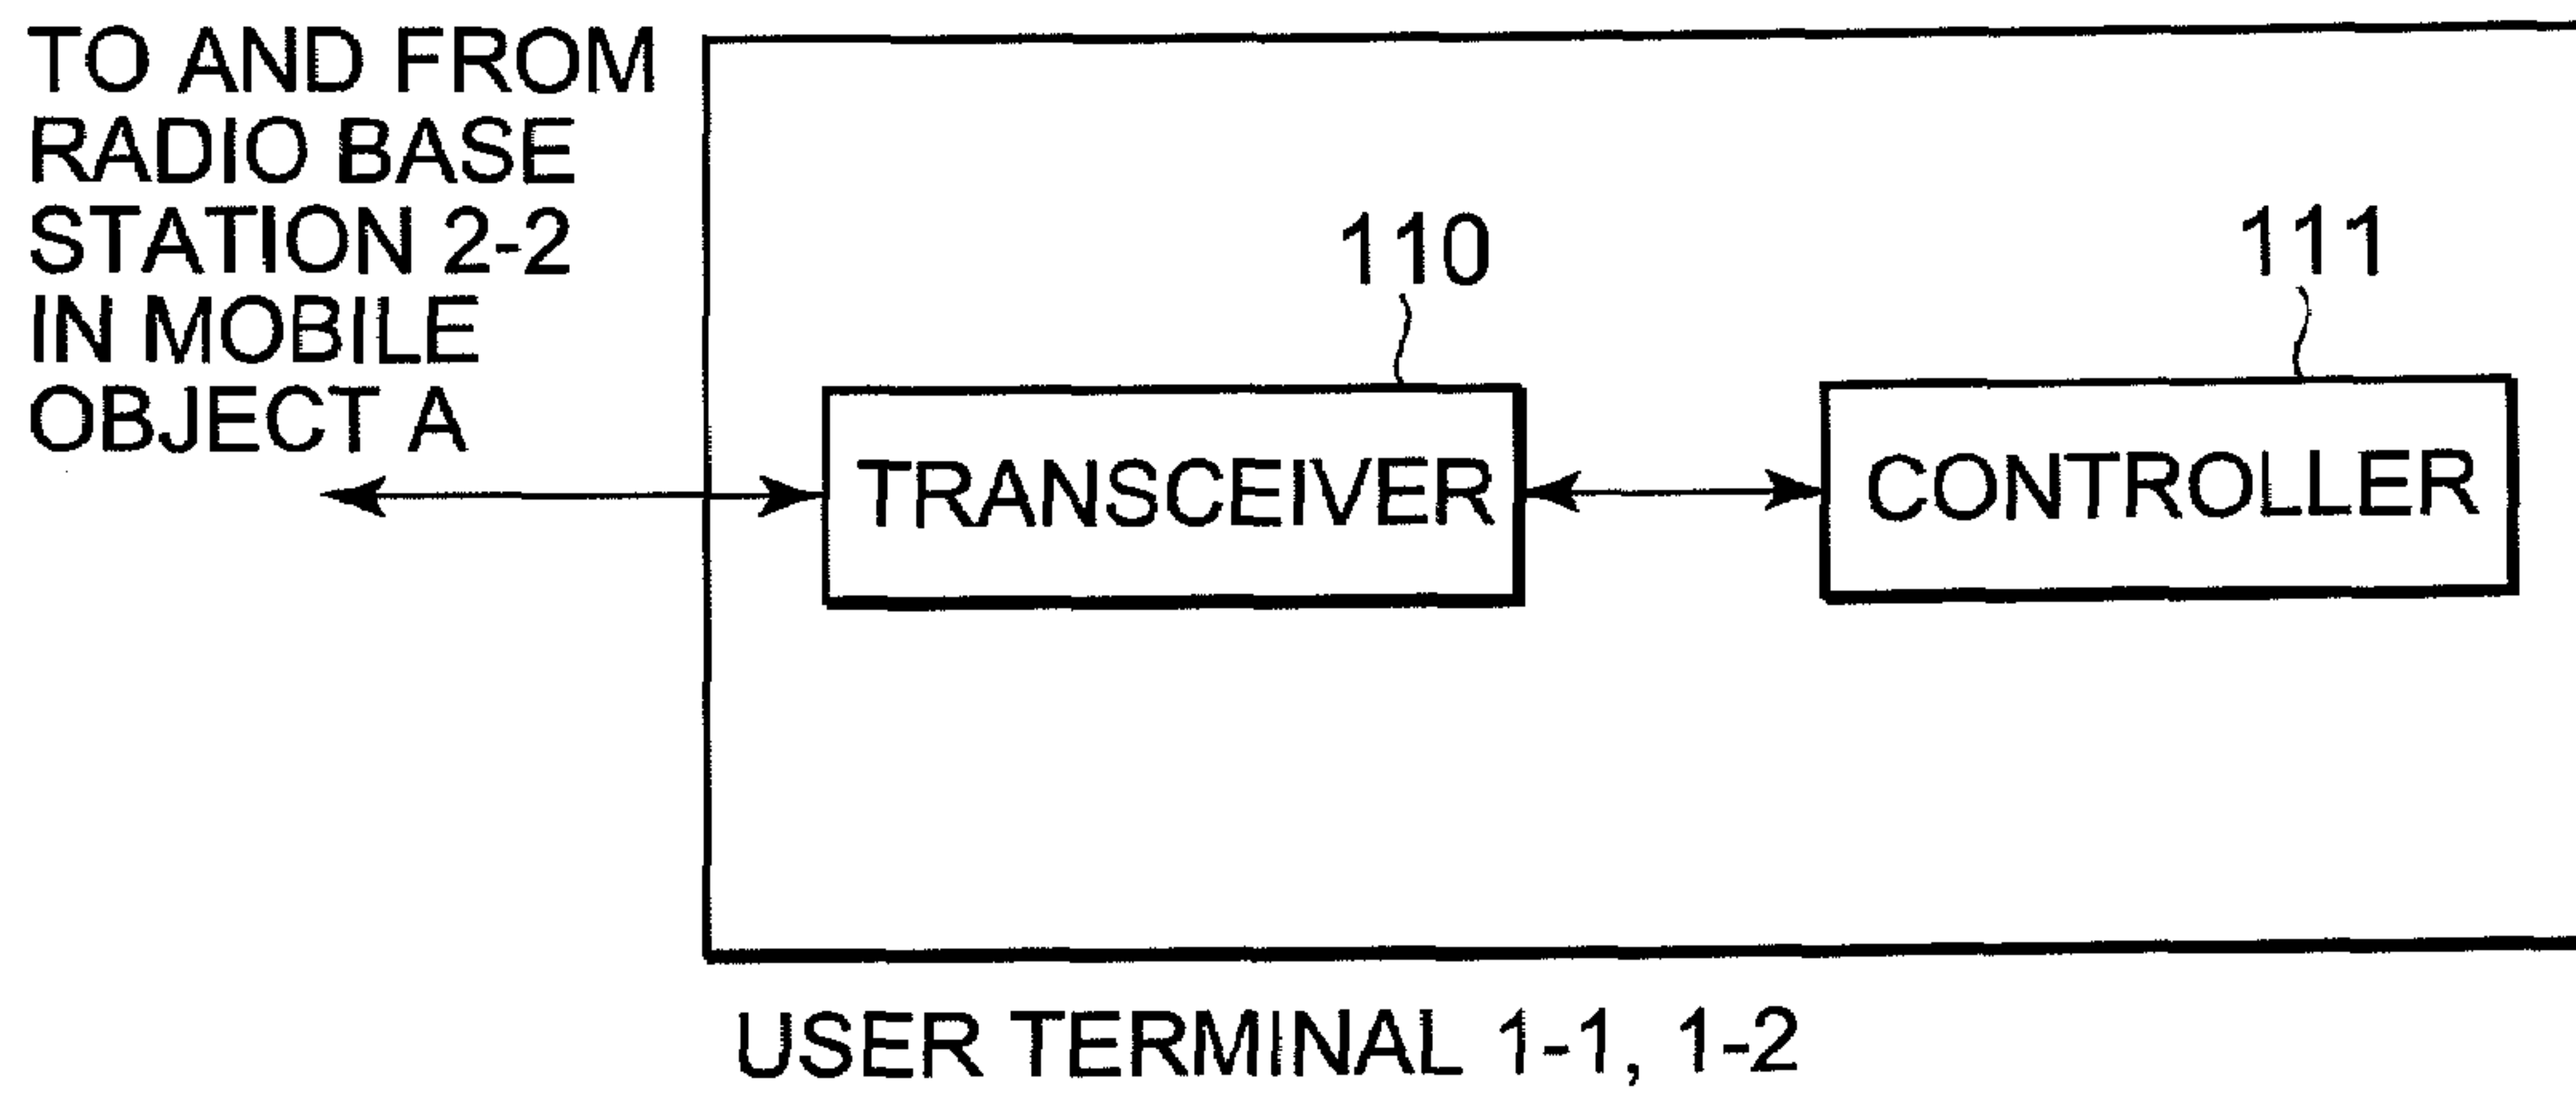 TO AND FROM
RADIO BASE
STATION 2-2
IN MOBILE
OBJECT A
110
111
TRANSCEIVER
CONTROLLER
USER TERMINAL 1-1, 1-2